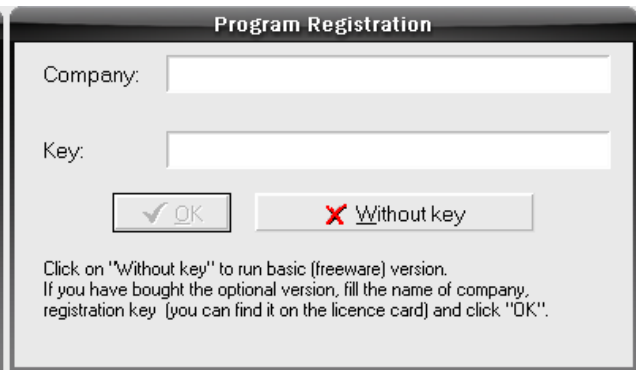 Program Registration
Company:
Key:
OK
Without key
Click on "Without key" to run basic (freeware) version.
If you have bought the optional version, fill the name of company,
registration key (you can find it on the licence card) and click "OK".